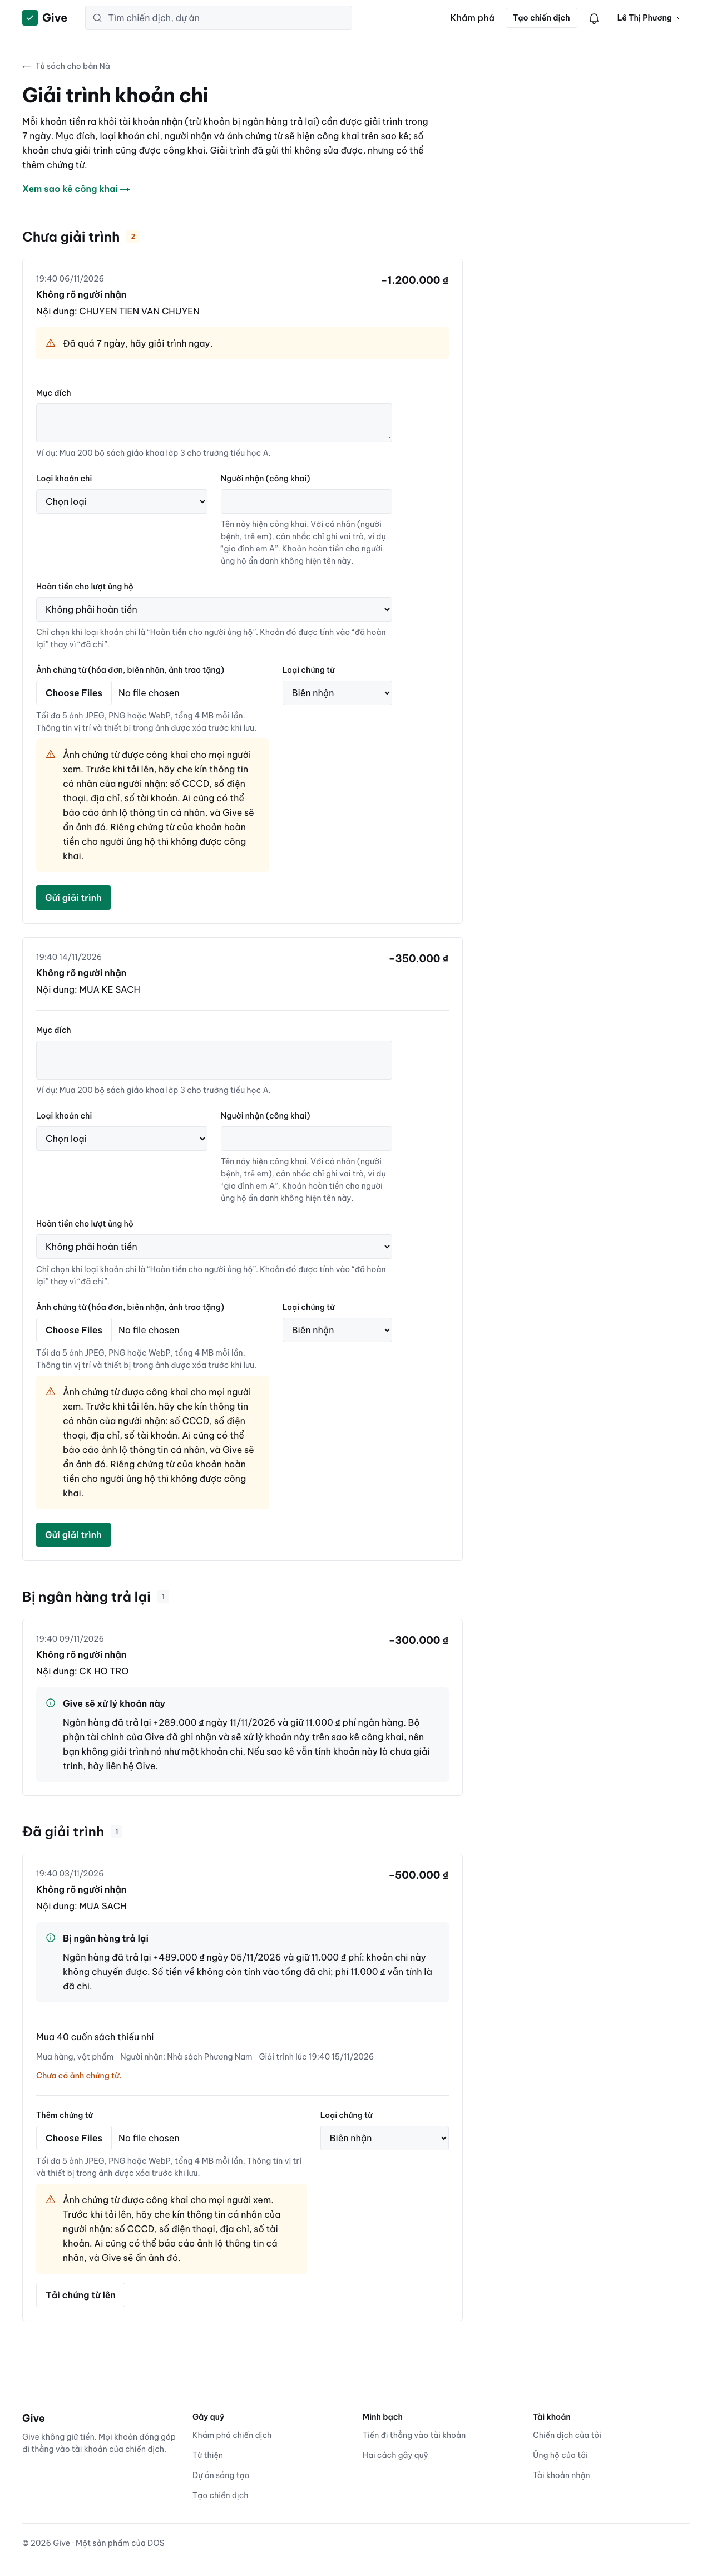 Give
Tìm chiến dịch, dự án
Khám phá
Tạo chiến dịch
Lê Thị Phương
← Tủ sách cho bản Nà
Giải trình khoản chi
Mỗi khoản tiền ra khỏi tài khoản nhận (trừ khoản bị ngân hàng trả lại) cần được giải trình trong
7 ngày. Mục đích, loại khoản chi, người nhận và ảnh chứng từ sẽ hiện công khai trên sao kê; số
khoản chưa giải trình cũng được công khai. Giải trình đã gửi thì không sửa được, nhưng có thể
thêm chứng từ.
Xem sao kê công khai →
Chưa giải trình 2
19:40 06/11/2026
−1.200.000 ₫
Không rõ người nhận
Nội dung: CHUYEN TIEN VAN CHUYEN
Đã quá 7 ngày, hãy giải trình ngay.
Mục đích
Ví dụ: Mua 200 bộ sách giáo khoa lớp 3 cho trường tiểu học A.
Loại khoản chi
Người nhận (công khai)
Chọn loại
Tên này hiện công khai. Với cá nhân (người
bệnh, trẻ em), cân nhắc chỉ ghi vai trò, ví dụ
“gia đình em A”. Khoản hoàn tiền cho người
ủng hộ ẩn danh không hiện tên này.
Hoàn tiền cho lượt ủng hộ
Không phải hoàn tiền
Chỉ chọn khi loại khoản chi là “Hoàn tiền cho người ủng hộ”. Khoản đó được tính vào “đã hoàn
lại” thay vì “đã chi”.
Ảnh chứng từ (hóa đơn, biên nhận, ảnh trao tặng)
Loại chứng từ
Choose Files No file chosen
Biên nhận
Tối đa 5 ảnh JPEG, PNG hoặc WebP, tổng 4 MB mỗi lần.
Thông tin vị trí và thiết bị trong ảnh được xóa trước khi lưu.
Ảnh chứng từ được công khai cho mọi người
xem. Trước khi tải lên, hãy che kín thông tin
cá nhân của người nhận: số CCCD, số điện
thoại, địa chỉ, số tài khoản. Ai cũng có thể
báo cáo ảnh lộ thông tin cá nhân, và Give sẽ
ẩn ảnh đó. Riêng chứng từ của khoản hoàn
tiền cho người ủng hộ thì không được công
khai.
Gửi giải trình
19:40 14/11/2026
−350.000 ₫
Không rõ người nhận
Nội dung: MUA KE SACH
Mục đích
Ví dụ: Mua 200 bộ sách giáo khoa lớp 3 cho trường tiểu học A.
Loại khoản chi
Người nhận (công khai)
Chọn loại
Tên này hiện công khai. Với cá nhân (người
bệnh, trẻ em), cân nhắc chỉ ghi vai trò, ví dụ
“gia đình em A”. Khoản hoàn tiền cho người
ủng hộ ẩn danh không hiện tên này.
Hoàn tiền cho lượt ủng hộ
Không phải hoàn tiền
Chỉ chọn khi loại khoản chi là “Hoàn tiền cho người ủng hộ”. Khoản đó được tính vào “đã hoàn
lại” thay vì “đã chi”.
Ảnh chứng từ (hóa đơn, biên nhận, ảnh trao tặng)
Loại chứng từ
Choose Files No file chosen
Biên nhận
Tối đa 5 ảnh JPEG, PNG hoặc WebP, tổng 4 MB mỗi lần.
Thông tin vị trí và thiết bị trong ảnh được xóa trước khi lưu.
Ảnh chứng từ được công khai cho mọi người
xem. Trước khi tải lên, hãy che kín thông tin
cá nhân của người nhận: số CCCD, số điện
thoại, địa chỉ, số tài khoản. Ai cũng có thể
báo cáo ảnh lộ thông tin cá nhân, và Give sẽ
ẩn ảnh đó. Riêng chứng từ của khoản hoàn
tiền cho người ủng hộ thì không được công
khai.
Gửi giải trình
Bị ngân hàng trả lại 1
19:40 09/11/2026
−300.000 ₫
Không rõ người nhận
Nội dung: CK HO TRO
Give sẽ xử lý khoản này
Ngân hàng đã trả lại +289.000 ₫ ngày 11/11/2026 và giữ 11.000 ₫ phí ngân hàng. Bộ
phận tài chính của Give đã ghi nhận và sẽ xử lý khoản này trên sao kê công khai, nên
bạn không giải trình nó như một khoản chi. Nếu sao kê vẫn tính khoản này là chưa giải
trình, hãy liên hệ Give.
Đã giải trình 1
19:40 03/11/2026
−500.000 ₫
Không rõ người nhận
Nội dung: MUA SACH
Bị ngân hàng trả lại
Ngân hàng đã trả lại +489.000 ₫ ngày 05/11/2026 và giữ 11.000 ₫ phí: khoản chi này
không chuyển được. Số tiền về không còn tính vào tổng đã chi; phí 11.000 ₫ vẫn tính là
đã chi.
Mua 40 cuốn sách thiếu nhi
Mua hàng, vật phẩm Người nhận: Nhà sách Phương Nam Giải trình lúc 19:40 15/11/2026
Chưa có ảnh chứng từ.
Thêm chứng từ
Loại chứng từ
Choose Files No file chosen
Biên nhận
Tối đa 5 ảnh JPEG, PNG hoặc WebP, tổng 4 MB mỗi lần. Thông tin vị trí
và thiết bị trong ảnh được xóa trước khi lưu.
Ảnh chứng từ được công khai cho mọi người xem.
Trước khi tải lên, hãy che kín thông tin cá nhân của
người nhận: số CCCD, số điện thoại, địa chỉ, số tài
khoản. Ai cũng có thể báo cáo ảnh lộ thông tin cá
nhân, và Give sẽ ẩn ảnh đó.
Tải chứng từ lên
Give
Give không giữ tiền. Mọi khoản đóng góp
đi thẳng vào tài khoản của chiến dịch.
Gây quỹ
Khám phá chiến dịch
Từ thiện
Dự án sáng tạo
Tạo chiến dịch
Minh bạch
Tiền đi thẳng vào tài khoản
Hai cách gây quỹ
Tài khoản
Chiến dịch của tôi
Ủng hộ của tôi
Tài khoản nhận
© 2026 Give · Một sản phẩm của DOS